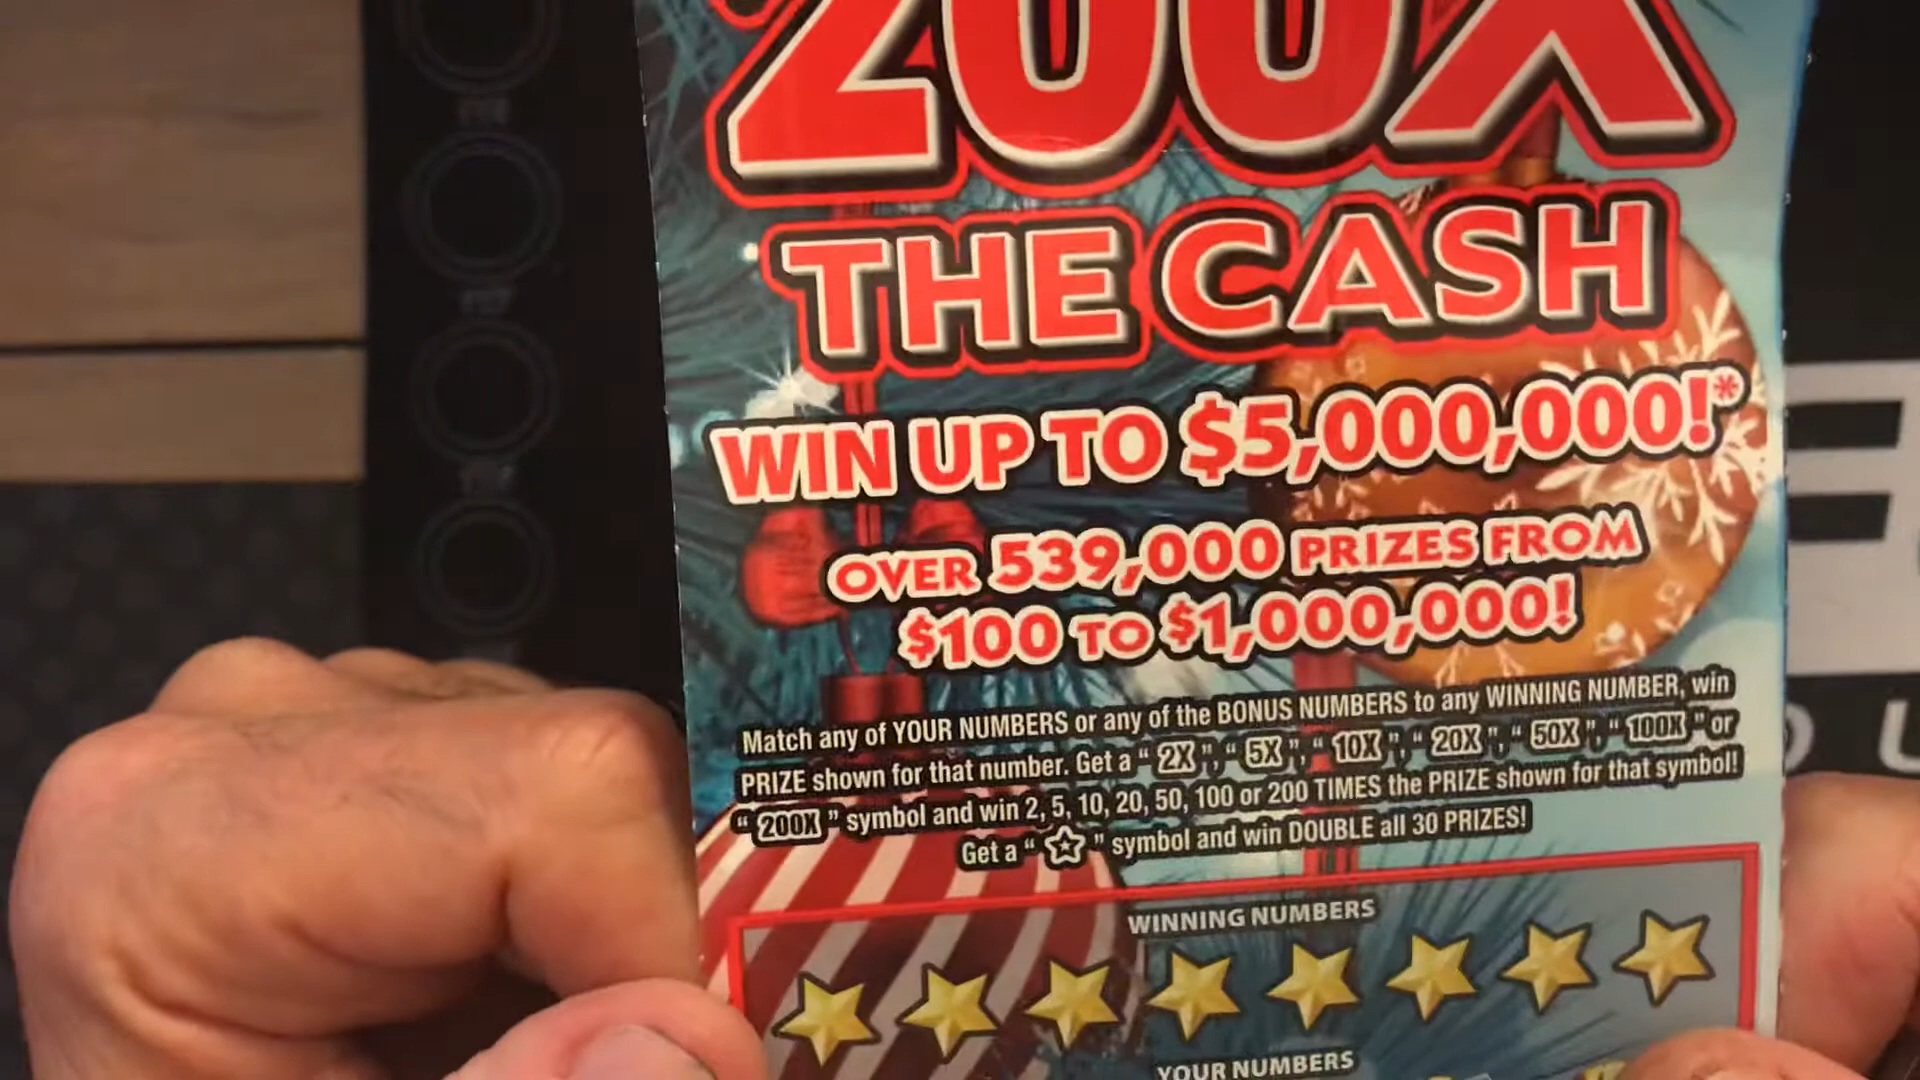 200X
THE CASH
WIN UP TO $5,000,000!*
OVER 539,000 PRIZES FROM
$100 TO $1,000,000!
Match any of YOUR NUMBERS or any of the BONUS NUMBERS to any WINNING NUMBER, win
PRIZE shown for that number. Get a “ 2X ”, “ 5X ”, “ 10X ”, “ 20X ”, “ 50X ”, “ 100X ” or
“ 200X ” symbol and win 2, 5, 10, 20, 50, 100 or 200 TIMES the PRIZE shown for that symbol!
Get a “ ☆ ” symbol and win DOUBLE all 30 PRIZES!
WINNING NUMBERS
YOUR NUMBERS